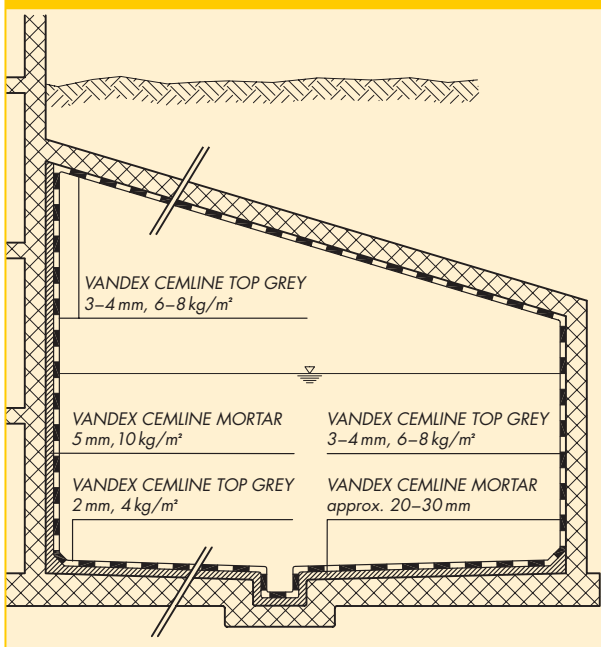 VANDEX CEMLINE TOP GREY
3–4 mm, 6–8 kg/m²
VANDEX CEMLINE MORTAR
5 mm, 10 kg/m²
VANDEX CEMLINE TOP GREY
3–4 mm, 6–8 kg/m²
VANDEX CEMLINE TOP GREY
2 mm, 4 kg/m²
VANDEX CEMLINE MORTAR
approx. 20–30 mm